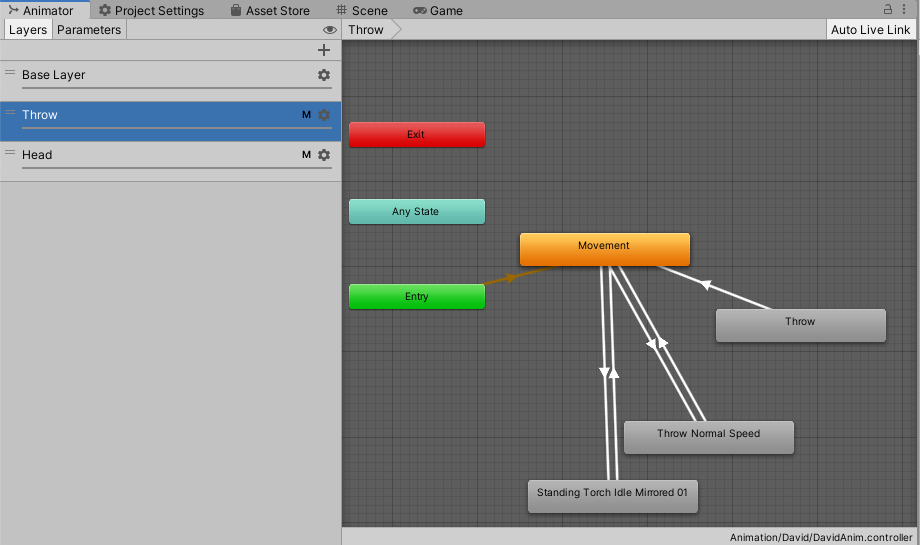 Animator Project Settings Asset Store Scene Game
Layers Parameters
Throw
Auto Live Link
Base Layer
Throw M
Head M
Exit
Any State
Movement
Entry
Throw
Throw Normal Speed
Standing Torch Idle Mirrored 01
Animation/David/DavidAnim.controller